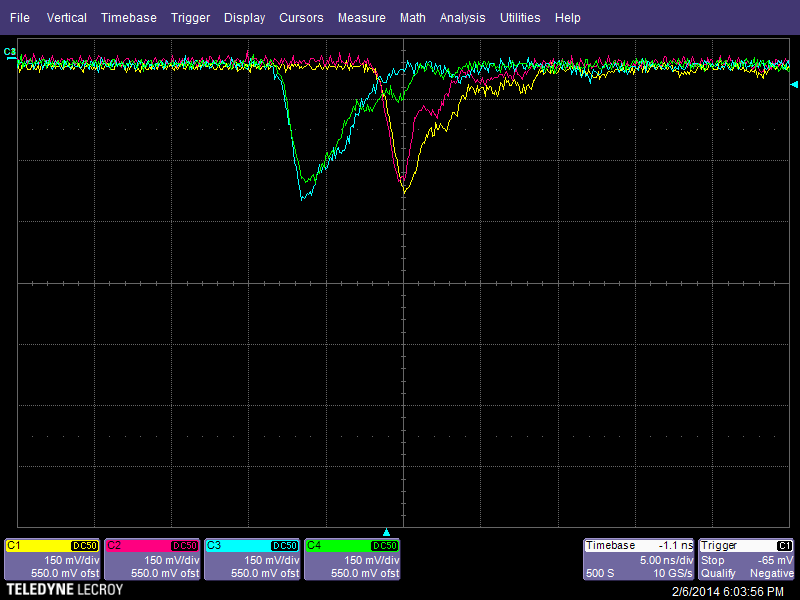 File Vertical Timebase Trigger Display Cursors Measure Math Analysis Utilities Help
C3
C1 DC50
150 mV/div
550.0 mV ofst
C2 DC50
150 mV/div
550.0 mV ofst
C3 DC50
150 mV/div
550.0 mV ofst
C4 DC50
150 mV/div
550.0 mV ofst
Timebase -1.1 ns
5.00 ns/div
500 S 10 GS/s
Trigger C1
Stop -65 mV
Qualify Negative
TELEDYNE LECROY
2/6/2014 6:03:56 PM